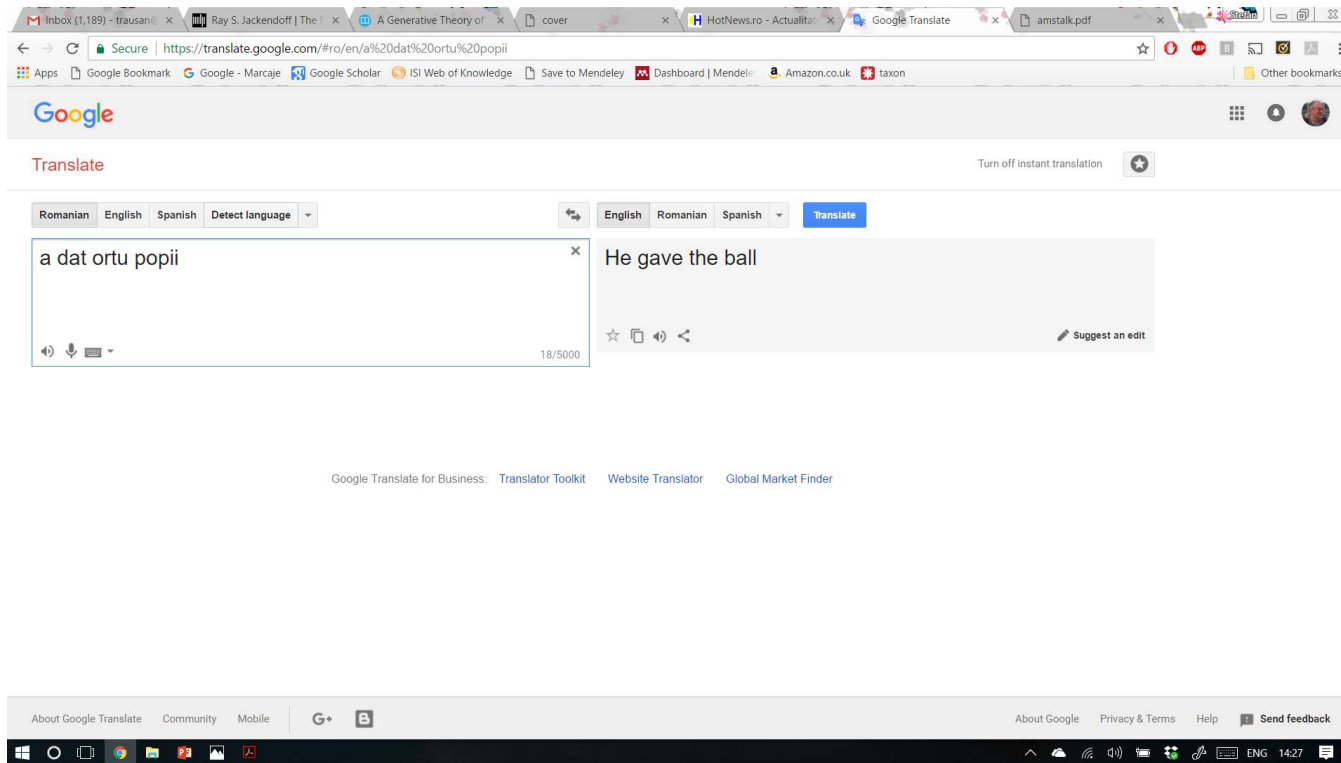 Inbox (1,189) - trausan@ Ray S. Jackendoff | The A Generative Theory of cover HotNews.ro - Actualitat Google Translate amstalk.pdf Stefan
Secure | https://translate.google.com/#ro/en/a%20dat%20ortu%20popii
Apps Google Bookmark Google - Marcaje Google Scholar ISI Web of Knowledge Save to Mendeley Dashboard | Mendele Amazon.co.uk taxon Other bookmarks
Google
Translate Turn off instant translation
Romanian English Spanish Detect language English Romanian Spanish Translate
a dat ortu popii He gave the ball
Suggest an edit
18/5000
Google Translate for Business: Translator Toolkit Website Translator Global Market Finder
About Google Translate Community Mobile G+ About Google Privacy & Terms Help Send feedback
ENG 14:27